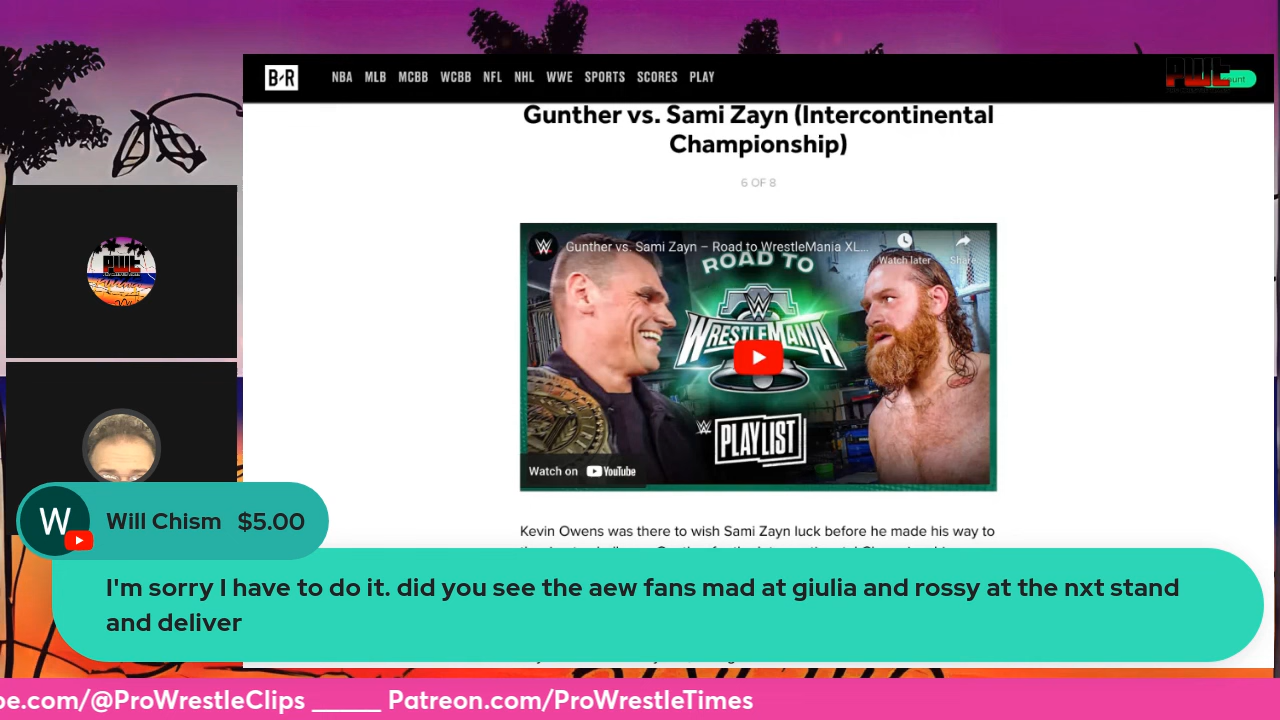 B/R NBA MLB MCBB WCBB NFL NHL WWE SPORTS SCORES PLAY
PWT
Gunther vs. Sami Zayn (Intercontinental
Championship)
6 OF 8
Gunther vs. Sami Zayn – Road to WrestleMania XL...
Watch later
Share
ROAD TO
WRESTLEMANIA
PLAYLIST
Watch on YouTube
PWT
Kevin Owens was there to wish Sami Zayn luck before he made his way to
W
Will Chism $5.00
I'm sorry I have to do it. did you see the aew fans mad at giulia and rossy at the nxt stand
and deliver
be.com/@ProWrestleClips ______ Patreon.com/ProWrestleTimes